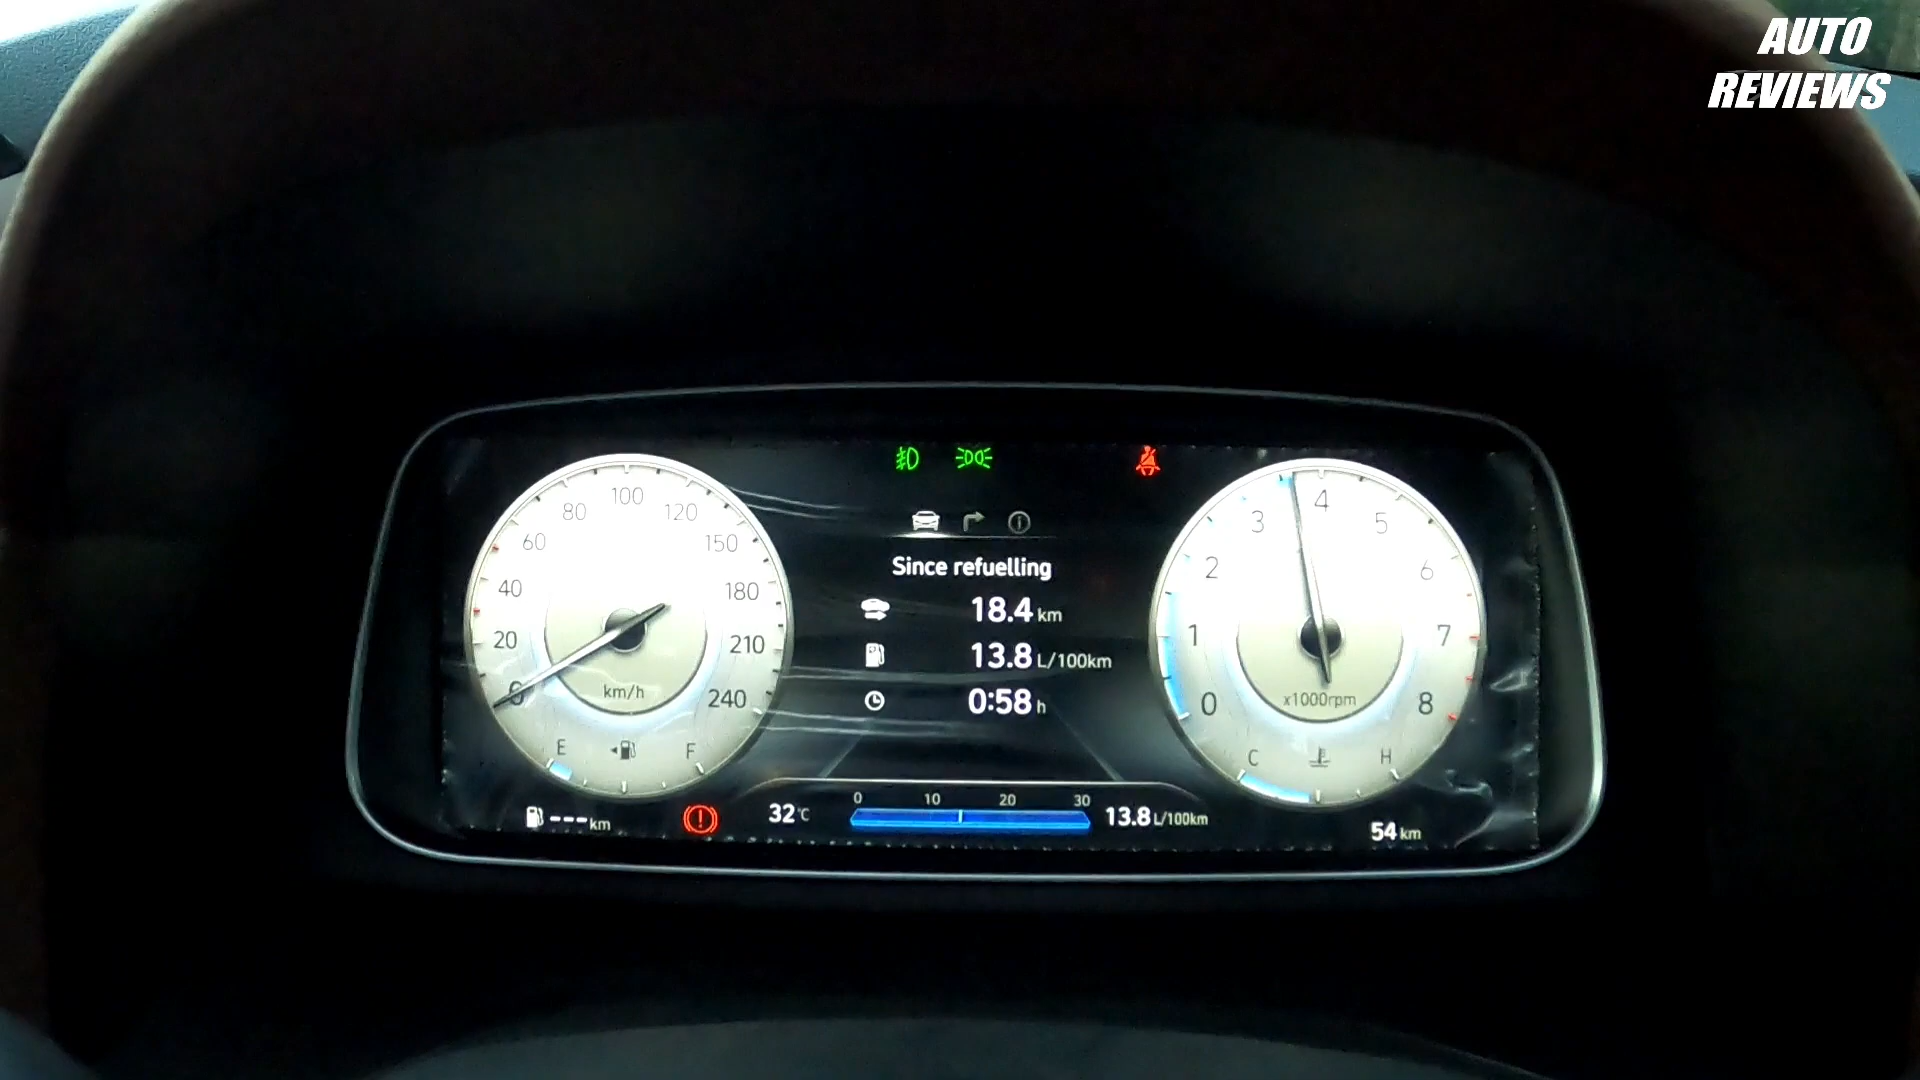 AUTO
REVIEWS
Since refuelling
18.4 km
13.8 L/100km
0:58 h
0
20
40
60
80
100
120
150
180
210
240
km/h
E
F
0
1
2
3
4
5
6
7
8
x1000rpm
C
H
--- km
32°C
0 10 20 30
13.8 L/100km
54 km